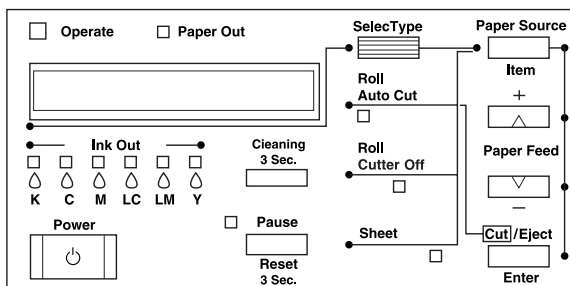 Operate
Paper Out
SelecType
Paper Source
Item
Roll
Auto Cut
+
Ink Out
Cleaning
3 Sec.
Roll
Cutter Off
Paper Feed
K C M LC LM Y
–
Power
Pause
Sheet
Cut/Eject
Reset
3 Sec.
Enter